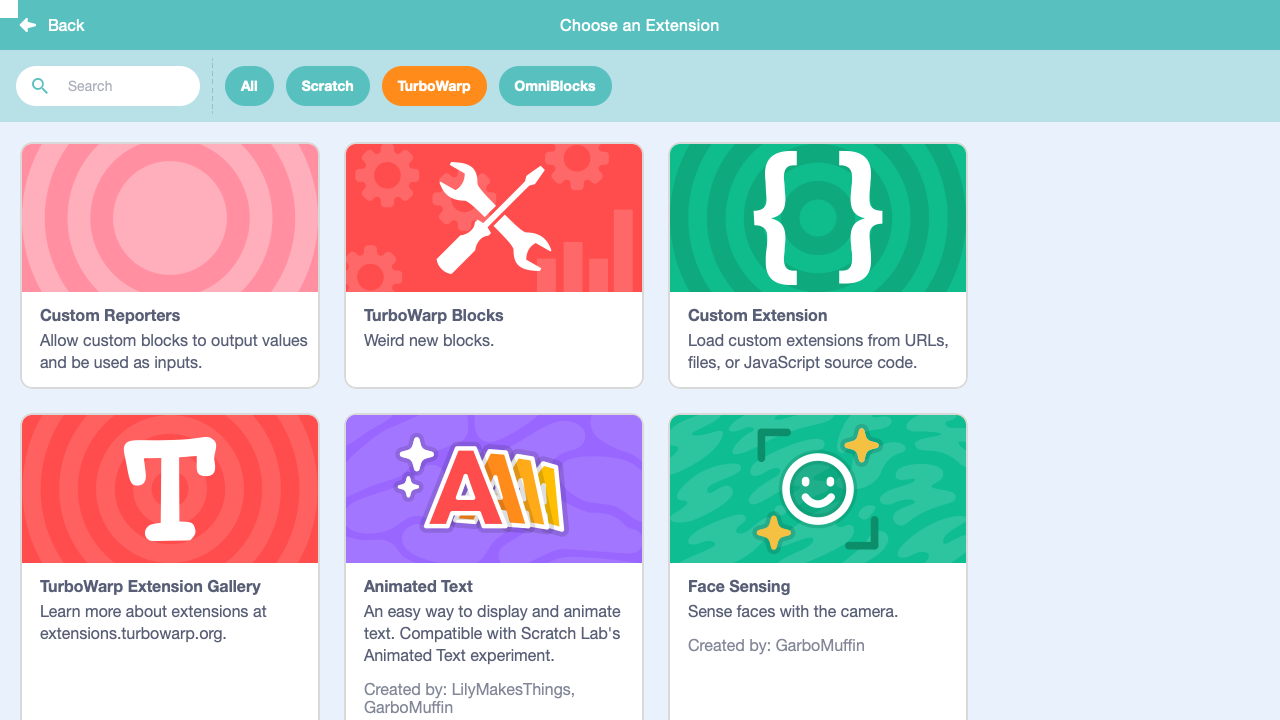 Back
Choose an Extension
Search
All
Scratch
TurboWarp
OmniBlocks
Custom Reporters
Allow custom blocks to output values
and be used as inputs.
TurboWarp Blocks
Weird new blocks.
Custom Extension
Load custom extensions from URLs,
files, or JavaScript source code.
TurboWarp Extension Gallery
Learn more about extensions at
extensions.turbowarp.org.
Animated Text
An easy way to display and animate
text. Compatible with Scratch Lab's
Animated Text experiment.
Created by: LilyMakesThings,
GarboMuffin
Face Sensing
Sense faces with the camera.
Created by: GarboMuffin